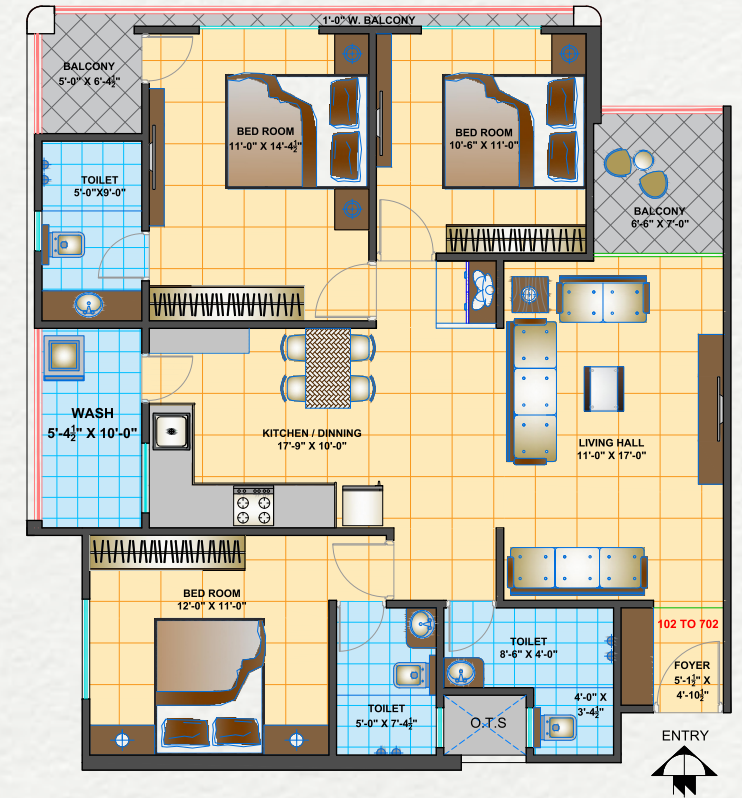 1'-0" W. BALCONY
BALCONY
5'-0" X 6'-4½"
BED ROOM
11'-0" X 14'-4½"
BED ROOM
10'-6" X 11'-0"
TOILET
5'-0"X9'-0"
BALCONY
6'-6" X 7'-0"
WASH
5'-4½" X 10'-0"
KITCHEN / DINNING
17'-9" X 10'-0"
LIVING HALL
11'-0" X 17'-0"
BED ROOM
12'-0" X 11'-0"
102 TO 702
TOILET
8'-6" X 4'-0"
FOYER
5'-1½" X
4'-10½"
4'-0" X
3'-4½"
TOILET
5'-0" X 7'-4½"
O.T.S
ENTRY
N